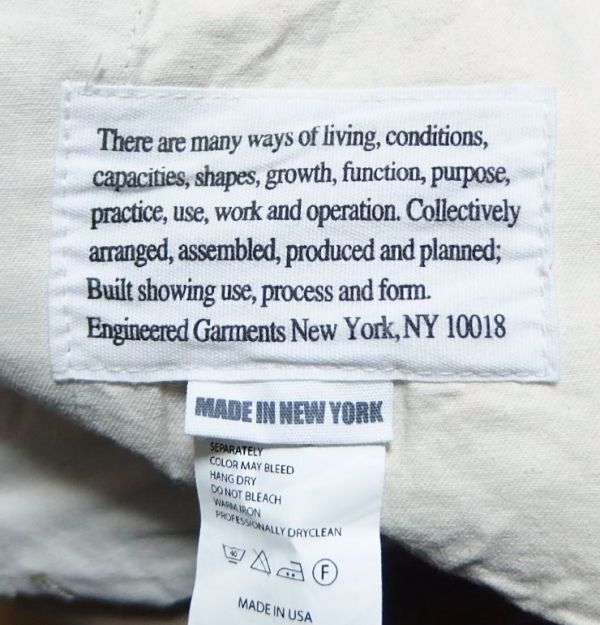 There are many ways of living, conditions,
capacities, shapes, growth, function, purpose,
practice, use, work and operation. Collectively
arranged, assembled, produced and planned;
Built showing use, process and form.
Engineered Garments New York, NY 10018
MADE IN NEW YORK
SEPARATELY
COLOR MAY BLEED
HANG DRY
DO NOT BLEACH
WARM IRON
PROFESSIONALLY DRYCLEAN
40 F
MADE IN USA